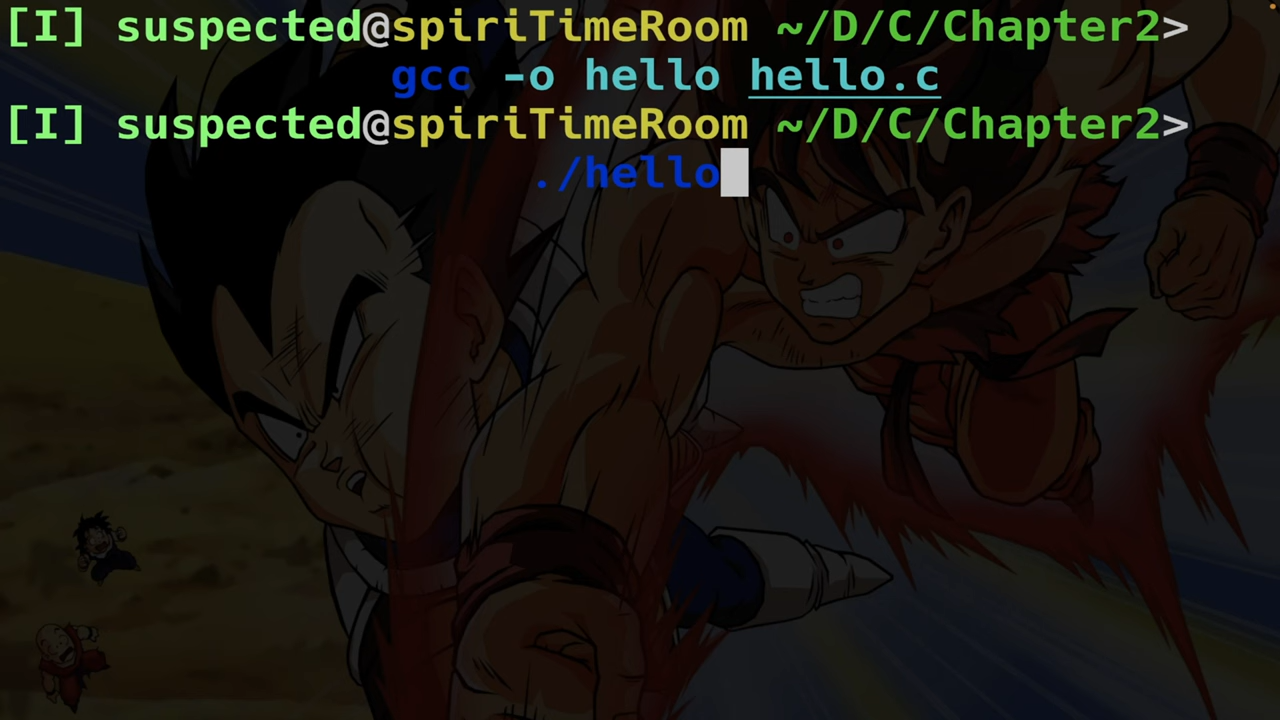 [I] suspected@spiriTimeRoom ~/D/C/Chapter2>
gcc -o hello hello.c
[I] suspected@spiriTimeRoom ~/D/C/Chapter2>
./hello